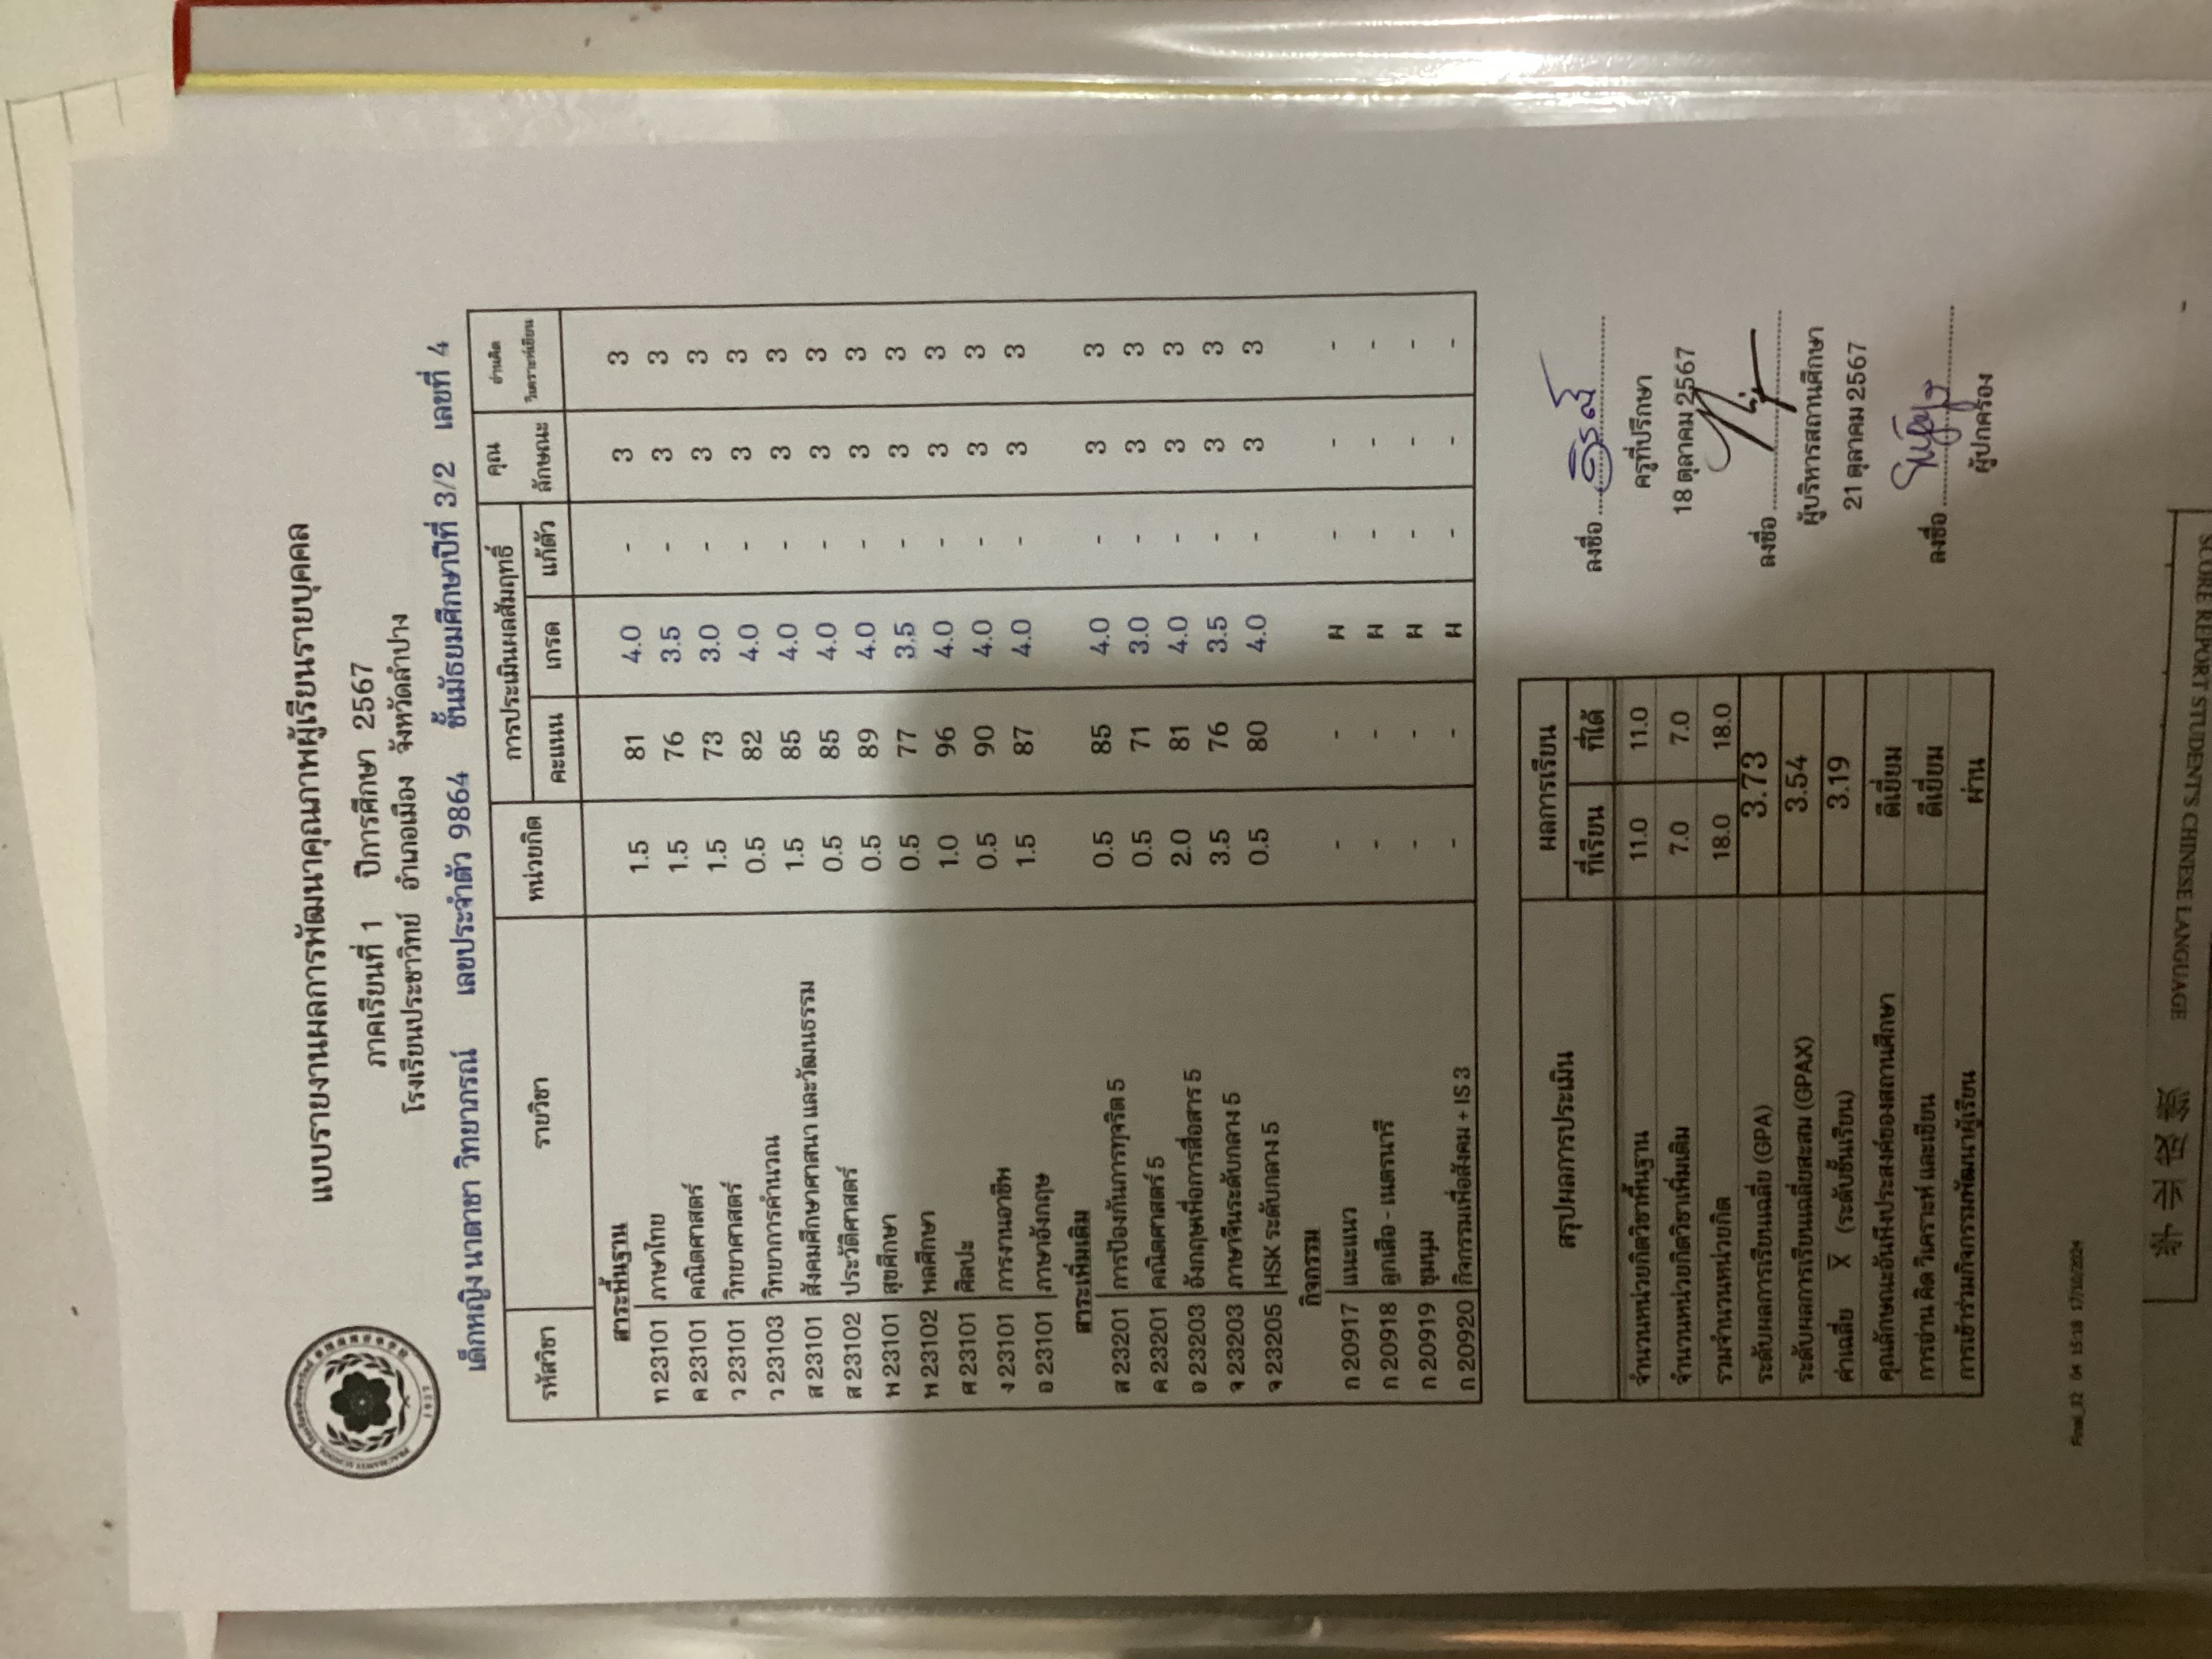 แบบรายงานผลการพัฒนาคุณภาพผู้เรียนรายบุคคล
ภาคเรียนที่ 1 ปีการศึกษา 2567
โรงเรียนประชาวิทย์ อำเภอเมือง จังหวัดลำปาง
เด็กหญิง นาตาชา วิทยาภรณ์ เลขประจำตัว 9864 ชั้นมัธยมศึกษาปีที่ 3/2 เลขที่ 4
รหัสวิชา รายวิชา หน่วยกิต การประเมินผลสัมฤทธิ์ คุณ อ่านคิด
คะแนน เกรด แก้ตัว ลักษณะ วิเคราะห์เขียน
สาระพื้นฐาน
ท 23101 ภาษาไทย 1.5 81 4.0 - 3 3
ค 23101 คณิตศาสตร์ 1.5 76 3.5 - 3 3
ว 23101 วิทยาศาสตร์ 1.5 73 3.0 - 3 3
ว 23103 วิทยาการคำนวณ 0.5 82 4.0 - 3 3
ส 23101 สังคมศึกษาศาสนา และวัฒนธรรม 1.5 85 4.0 - 3 3
ส 23102 ประวัติศาสตร์ 0.5 85 4.0 - 3 3
พ 23101 สุขศึกษา 0.5 89 4.0 - 3 3
พ 23102 พลศึกษา 0.5 77 3.5 - 3 3
ศ 23101 ศิลปะ 1.0 96 4.0 - 3 3
ง 23101 การงานอาชีพ 0.5 90 4.0 - 3 3
อ 23101 ภาษาอังกฤษ 1.5 87 4.0 - 3 3
สาระเพิ่มเติม
ส 23201 การป้องกันการทุจริต 5 0.5 85 4.0 - 3 3
ค 23201 คณิตศาสตร์ 5 0.5 71 3.0 - 3 3
อ 23203 อังกฤษเพื่อการสื่อสาร 5 2.0 81 4.0 - 3 3
จ 23203 ภาษาจีนระดับกลาง 5 3.5 76 3.5 - 3 3
จ 23205 HSK ระดับกลาง 5 0.5 80 4.0 - 3 3
กิจกรรม
ก 20917 แนะแนว - - ผ - - -
ก 20918 ลูกเสือ - เนตรนารี - - ผ - - -
ก 20919 ชุมนุม - - ผ - - -
ก 20920 กิจกรรมเพื่อสังคม + IS 3 - - ผ - - -
สรุปผลการประเมิน ผลการเรียน
ที่เรียน ที่ได้
จำนวนหน่วยกิตวิชาพื้นฐาน 11.0 11.0
จำนวนหน่วยกิตวิชาเพิ่มเติม 7.0 7.0
รวมจำนวนหน่วยกิต 18.0 18.0
ระดับผลการเรียนเฉลี่ย (GPA) 3.73
ระดับผลการเรียนเฉลี่ยสะสม (GPAX) 3.54
ค่าเฉลี่ย X̅ (ระดับชั้นเรียน) 3.19
คุณลักษณะอันพึงประสงค์ของสถานศึกษา ดีเยี่ยม
การอ่าน คิด วิเคราะห์ และเขียน ดีเยี่ยม
การเข้าร่วมกิจกรรมพัฒนาผู้เรียน ผ่าน
ลงชื่อ
ครูที่ปรึกษา
18 ตุลาคม 2567
ลงชื่อ
ผู้บริหารสถานศึกษา
21 ตุลาคม 2567
ลงชื่อ
ผู้ปกครอง
Final_32 04 15:18 17/10/2024
SCORE REPORT STUDENT'S CHINESE LANGUAGE